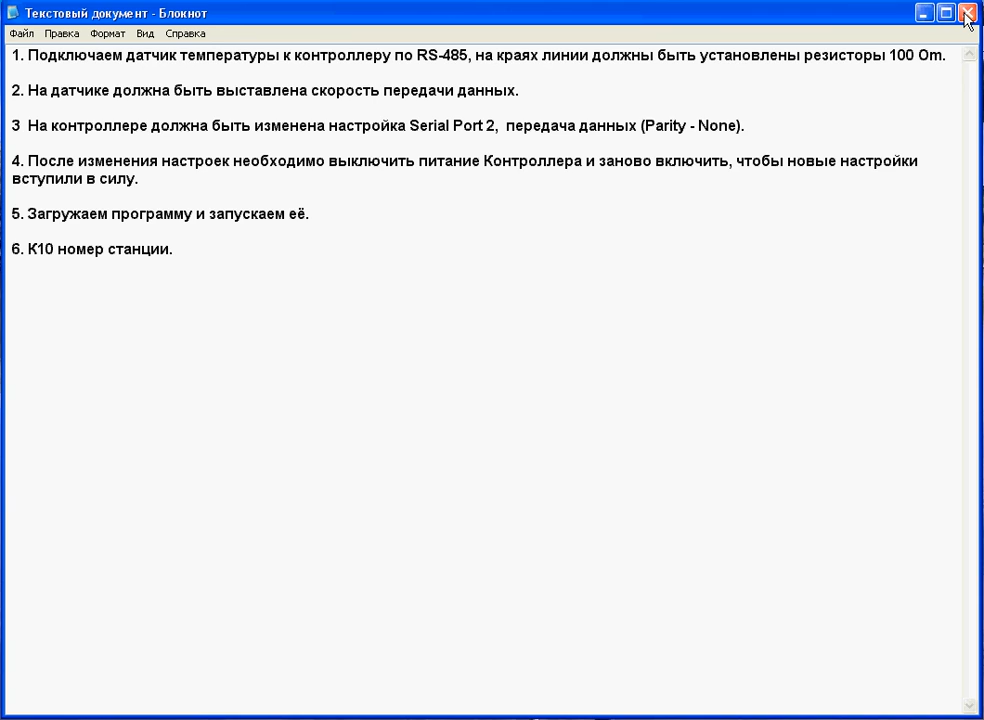 Текстовый документ - Блокнот
Файл Правка Формат Вид Справка
1. Подключаем датчик температуры к контроллеру по RS-485, на краях линии должны быть установлены резисторы 100 Om.
2. На датчике должна быть выставлена скорость передачи данных.
3  На контроллере должна быть изменена настройка Serial Port 2,  передача данных (Parity - None).
4. После изменения настроек необходимо выключить питание Контроллера и заново включить, чтобы новые настройки
вступили в силу.
5. Загружаем программу и запускаем её.
6. К10 номер станции.